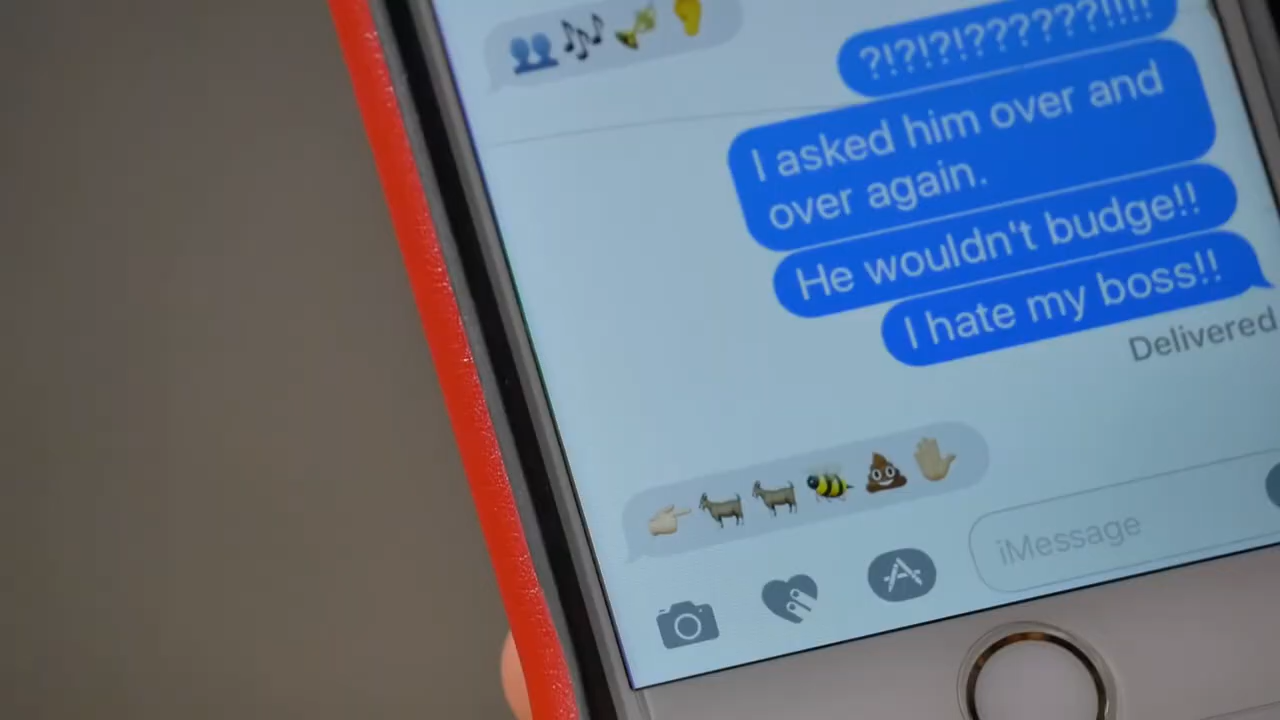 ?!?!?!??????!!!!
I asked him over and
over again.
He wouldn't budge!!
I hate my boss!!
Delivered
iMessage